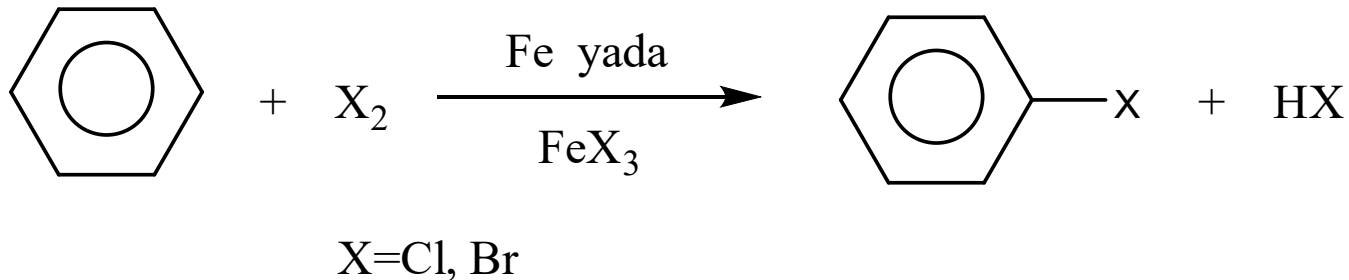 Fe yada
+ X₂ X + HX
FeX₃
X=Cl, Br